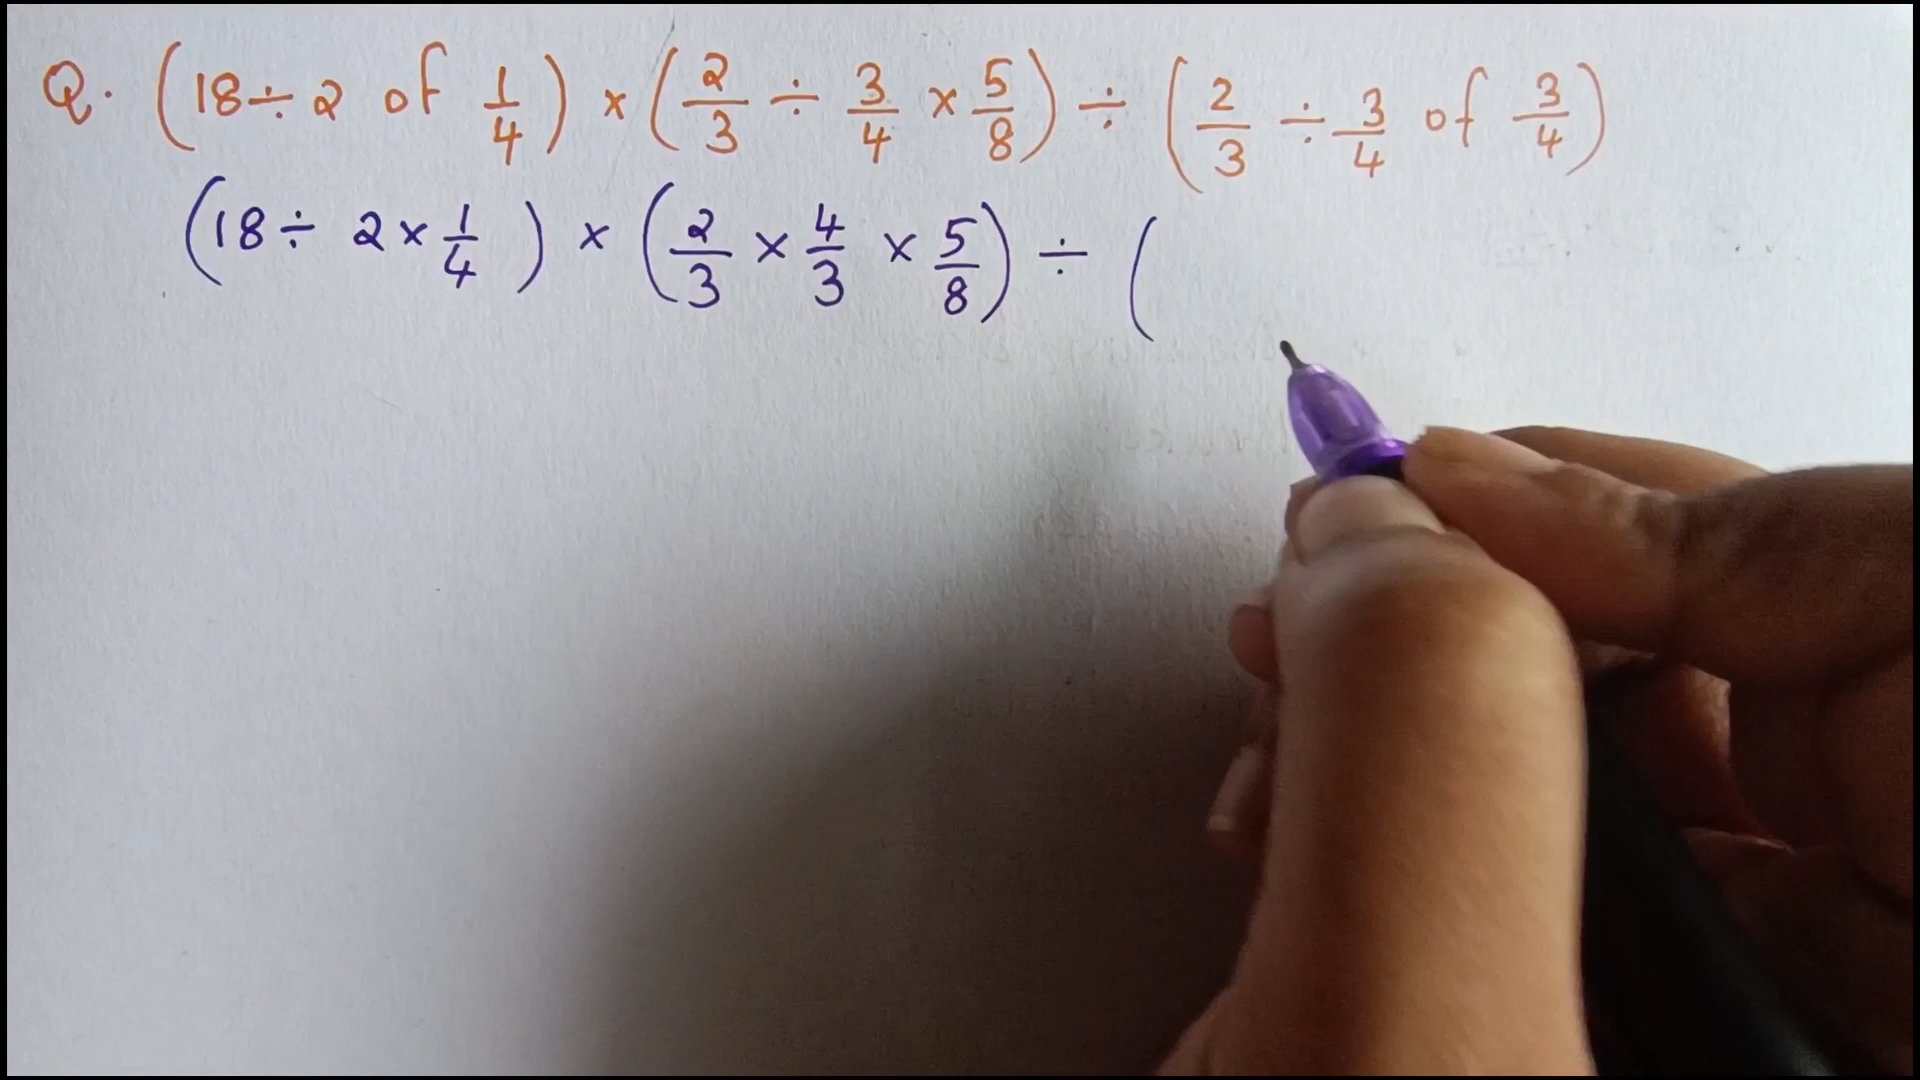 Q. (18 ÷ 2 of 1/4) × (2/3 ÷ 3/4 × 5/8) ÷ (2/3 ÷ 3/4 of 3/4)
(18 ÷ 2 × 1/4) × (2/3 × 4/3 × 5/8) ÷ (